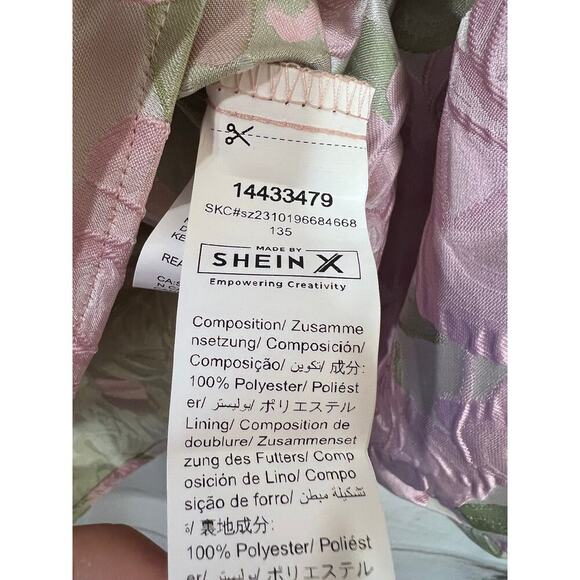 14433479
SKC#sz2310196684668
135
MADE BY
SHEIN X
Empowering Creativity
Composition/ Zusamme
nsetzung/ Composición/
Composição/ تكوين/ 成分:
100% Polyester/ Poliést
er/ بوليستر/ ポリエステル
Lining/ Composition de
doublure/ Zusammenset
zung des Futters/ Comp
osición de Lino/ Compo
sição de forro/ تشكيلة مبطن
ة/ 裏地成分:
100% Polyester/ Poliést
er/ بوليستر/ ポリエステル
REA
CA: